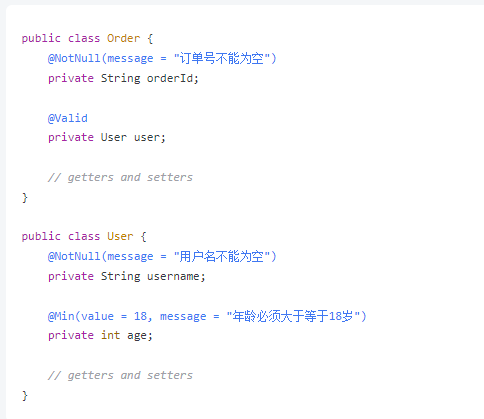 public class Order {
    @NotNull(message = "订单号不能为空")
    private String orderId;

    @Valid
    private User user;

    // getters and setters
}

public class User {
    @NotNull(message = "用户名不能为空")
    private String username;

    @Min(value = 18, message = "年龄必须大于等于18岁")
    private int age;

    // getters and setters
}